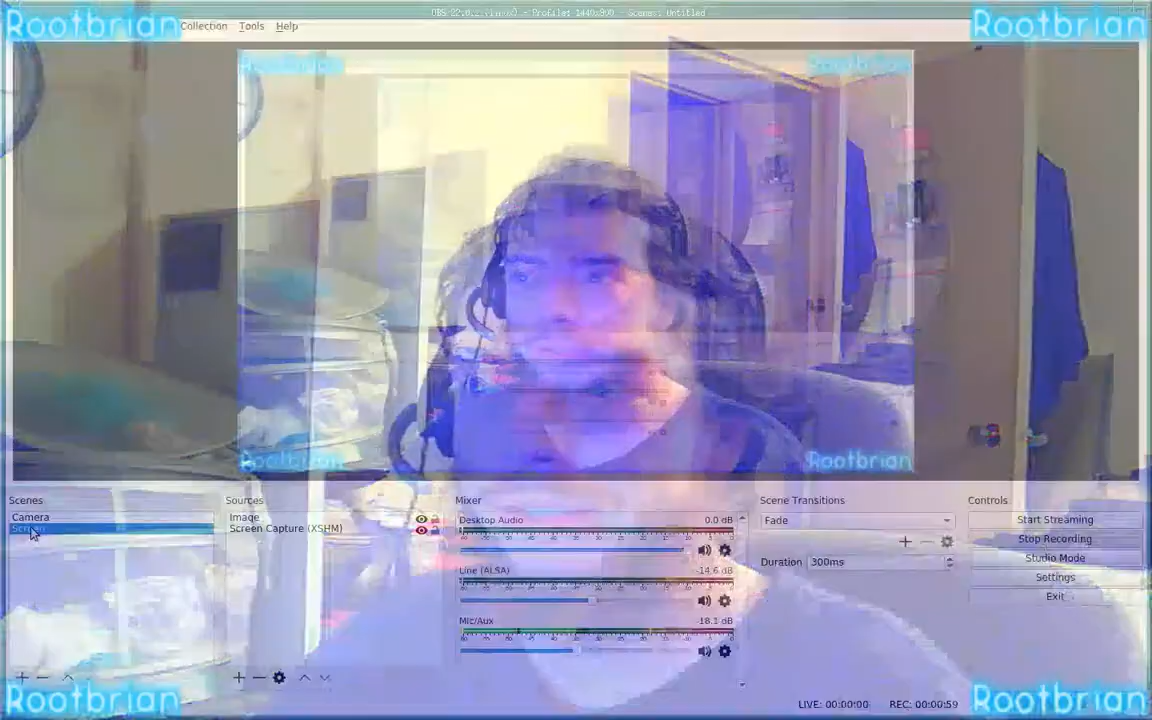 Rootbrian
Rootbrian
Collection Tools Help
Rootbrian
Rootbrian
Rootbrian
Rootbrian
Scenes
Camera
Sources
Image
Screen Capture (XSHM)
Mixer
Desktop Audio 0.0 dB
Line (ALSA) -14.6 dB
Mic/Aux -18.1 dB
Scene Transitions
Fade
Duration 300ms
Controls
Start Streaming
Stop Recording
Studio Mode
Settings
Exit
LIVE: 00:00:00 REC: 00:00:59
Rootbrian
Rootbrian